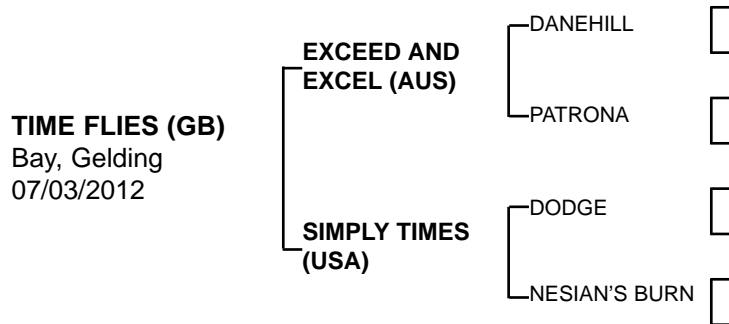 TIME FLIES (GB)
Bay, Gelding
07/03/2012
EXCEED AND
EXCEL (AUS)
SIMPLY TIMES
(USA)
DANEHILL
PATRONA
DODGE
NESIAN'S BURN